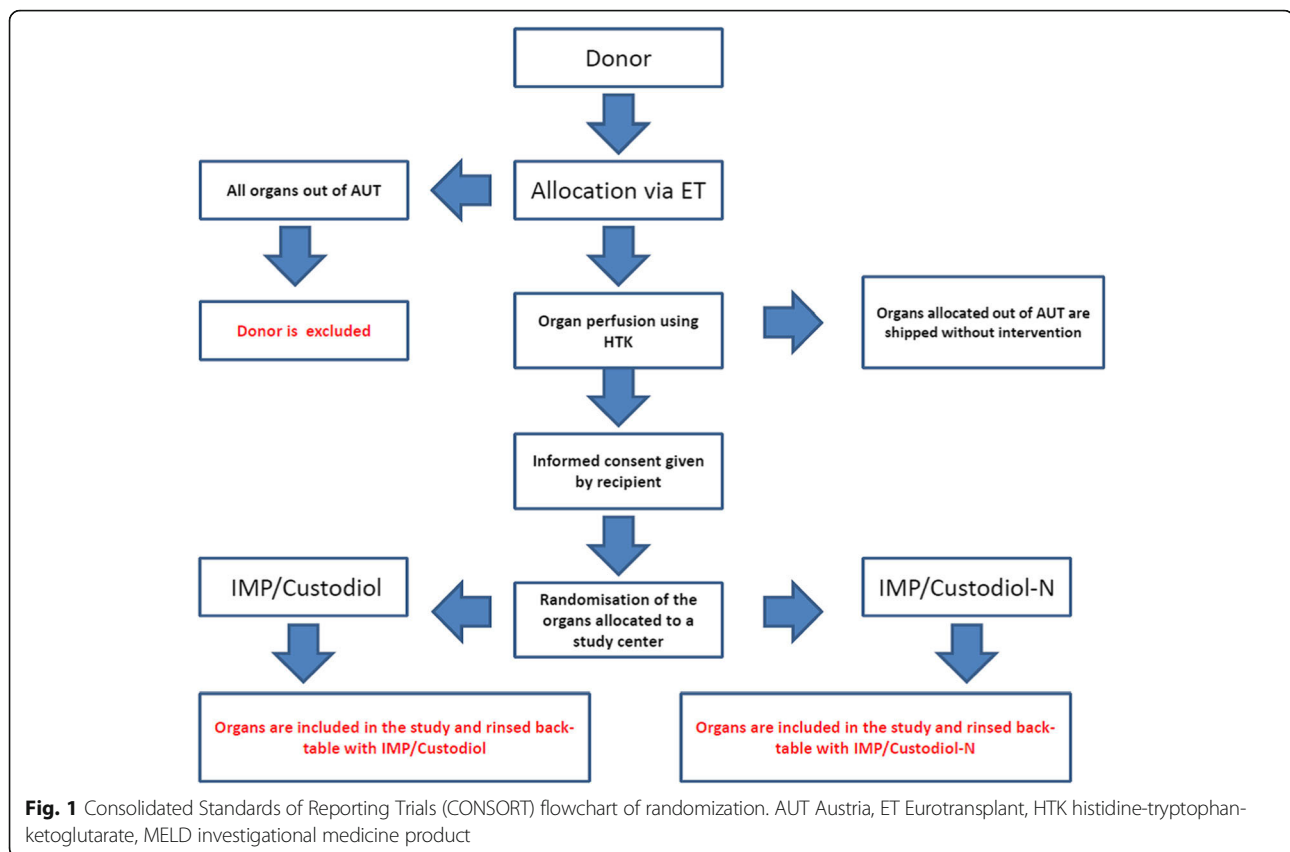 Donor
All organs out of AUT
Allocation via ET
Donor is excluded
Organ perfusion using
HTK
Organs allocated out of AUT are
shipped without intervention
Informed consent given
by recipient
IMP/Custodiol
Randomisation of the
organs allocated to a
study center
IMP/Custodiol-N
Organs are included in the study and rinsed back-
table with IMP/Custodiol
Organs are included in the study and rinsed back-
table with IMP/Custodiol-N
Fig. 1 Consolidated Standards of Reporting Trials (CONSORT) flowchart of randomization. AUT Austria, ET Eurotransplant, HTK histidine-tryptophan-
ketoglutarate, MELD investigational medicine product